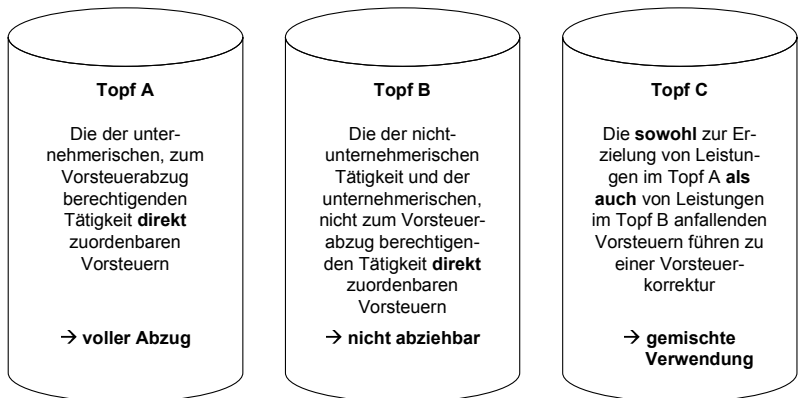 Topf A
Die der unter-
nehmerischen, zum
Vorsteuerabzug
berechtigenden
Tätigkeit direkt
zuordenbaren
Vorsteuern
→ voller Abzug
Topf B
Die der nicht-
unternehmerischen
Tätigkeit und der
unternehmerischen,
nicht zum Vorsteuer-
abzug berechtigen-
den Tätigkeit direkt
zuordenbaren
Vorsteuern
→ nicht abziehbar
Topf C
Die sowohl zur Er-
zielung von Leistun-
gen im Topf A als
auch von Leistungen
im Topf B anfallenden
Vorsteuern führen zu
einer Vorsteuer-
korrektur
→ gemischte
Verwendung